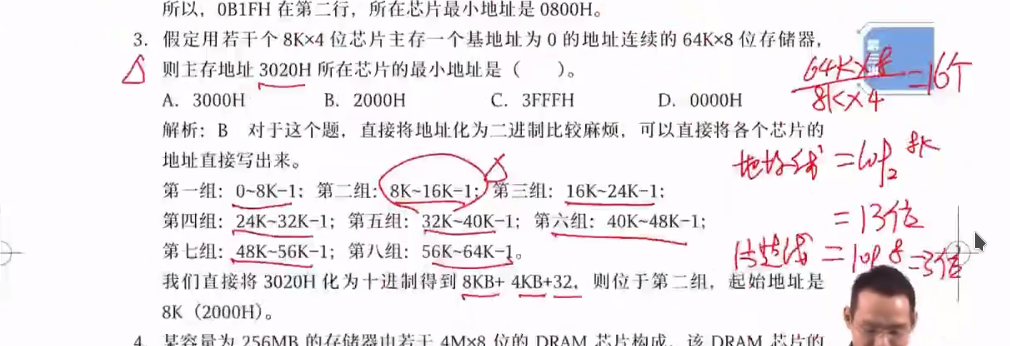 所以，0B1FH 在第二行，所在芯片最小地址是 0800H。
3. 假定用若干个 8K×4 位芯片主存一个基地址为 0 的地址连续的 64K×8 位存储器，
则主存地址 3020H 所在芯片的最小地址是（　　）。
A. 3000H B. 2000H C. 3FFFH D. 0000H
解析：B 对于这个题，直接将地址化为二进制比较麻烦，可以直接将各个芯片的
地址直接写出来。
第一组：0~8K−1；第二组：8K~16K−1；第三组：16K~24K−1；
第四组：24K~32K−1；第五组：32K~40K−1；第六组：40K~48K−1；
第七组：48K~56K−1；第八组：56K~64K−1。
我们直接将 3020H 化为十进制得到 8KB+ 4KB+32，则位于第二组，起始地址是
8K（2000H）。
4. 某容量为 256MB 的存储器由若干 4M×8 位的 DRAM 芯片构成，该 DRAM 芯片的
64K×8
8K×4
=16个
地址线 = log₂ 8K
= 13位
= log 8 = 3位